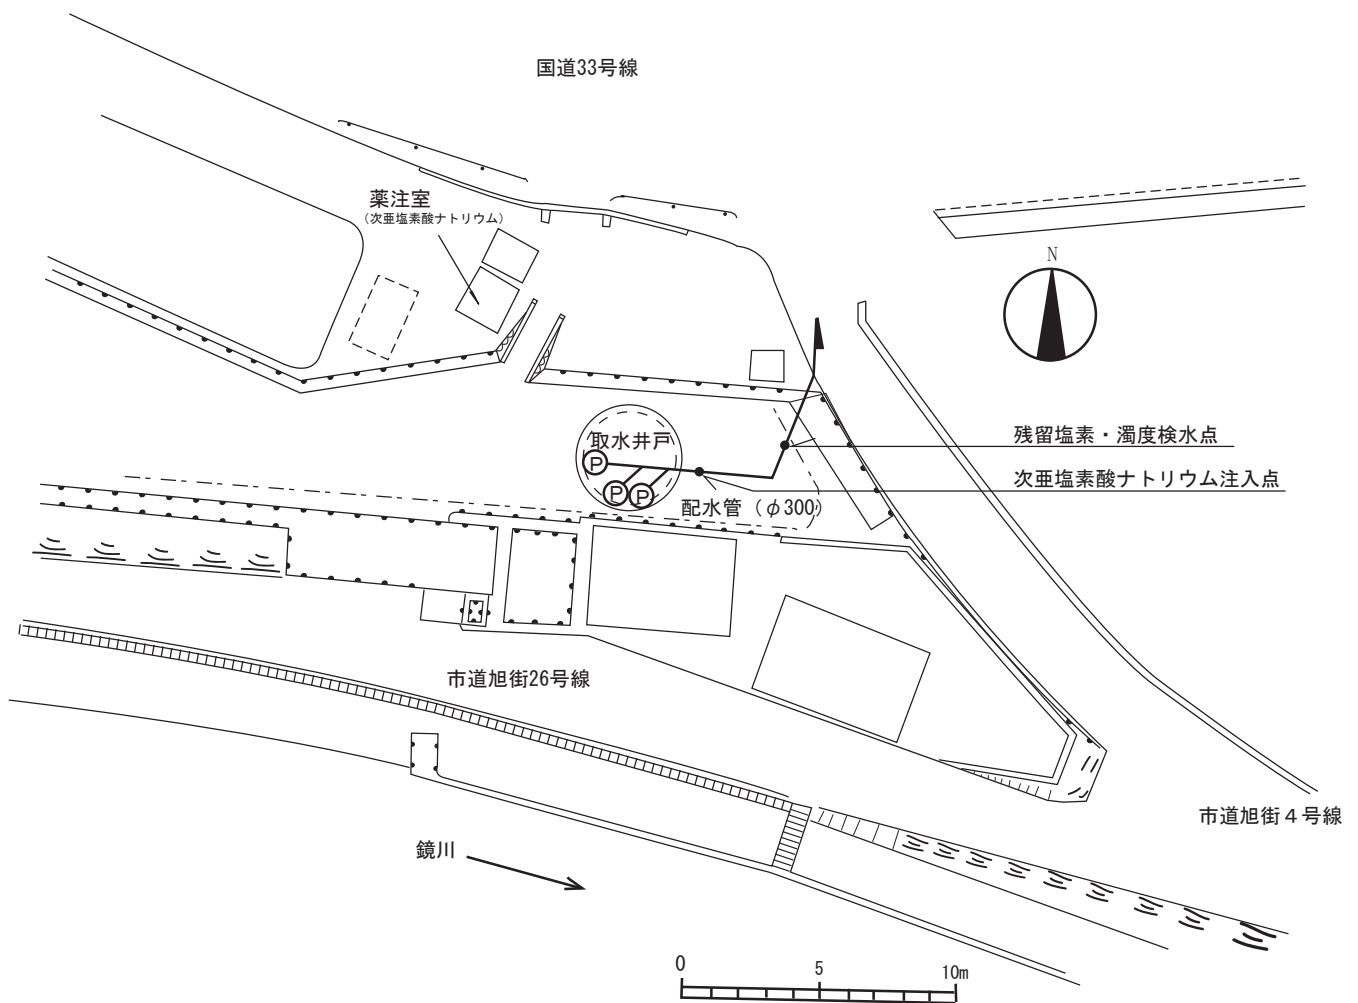 国道33号線
薬注室
(次亜塩素酸ナトリウム)
N
取水井戸
P
P
P
残留塩素・濁度検水点
次亜塩素酸ナトリウム注入点
配水管（φ300）
市道旭街26号線
市道旭街４号線
鏡川
0
5
10m